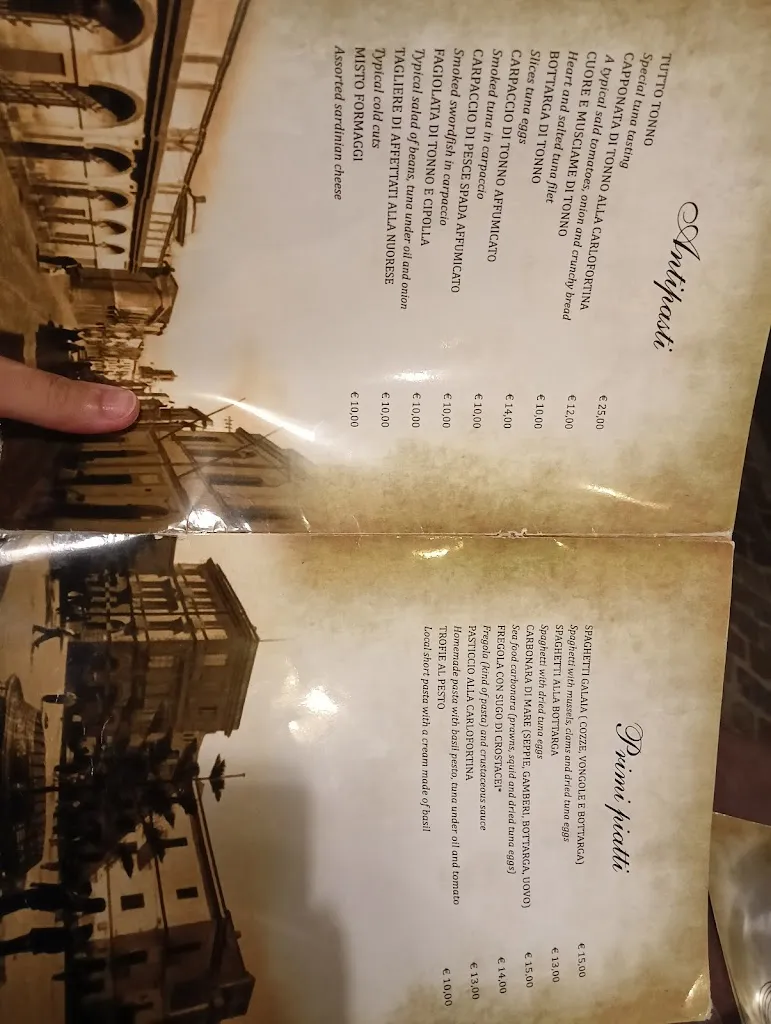 Antipasti
TUTTO TONNO
Special tuna tasting
€ 25,00
CAPPONATA DI TONNO ALLA CARLOFORTINA
A typical sald tomatoes, onion and crunchy bread
€ 12,00
CUORE E MUSCIAME DI TONNO
Heart and salted tuna filet
€ 10,00
BOTTARGA DI TONNO
Slices tuna eggs
€ 14,00
CARPACCIO DI TONNO AFFUMICATO
Smoked tuna in carpaccio
€ 10,00
CARPACCIO DI PESCE SPADA AFFUMICATO
Smoked swordfish in carpaccio
€ 10,00
FAGIOLATA DI TONNO E CIPOLLA
Typical salad of beans, tuna under oil and onion
€ 10,00
TAGLIERE DI AFFETTATI ALLA NUORESE
Typical cold cuts
€ 10,00
MISTO FORMAGGI
Assorted sardinian cheese
€ 10,00
Primi piatti
SPAGHETTI GALAIA ( COZZE, VONGOLE E BOTTARGA)
Spaghetti with mussels, clams and dried tuna eggs
€ 15,00
SPAGHETTI ALLA BOTTARGA
Spaghetti with dried tuna eggs
€ 13,00
CARBONARA DI MARE (SEPPIE, GAMBERI, BOTTARGA, UOVO)
Sea food carbonara (prawns, squid and dried tuna eggs)
€ 15,00
FREGOLA CON SUGO DI CROSTACEI*
Fregola (kind of pasta) and crustaceous sauce
€ 14,00
PASTICCIO ALLA CARLOFORTINA
Homemade pasta with basil pesto, tuna under oil and tomato
€ 13,00
TROFIE AL PESTO
Local short pasta with a cream made of basil
€ 10,00